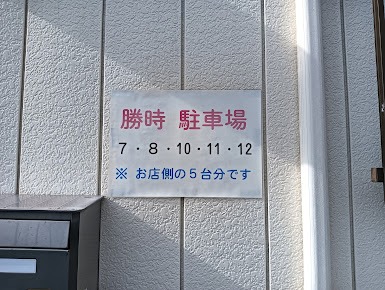 勝時 駐車場
7・8・10・11・12
※ お店側の5台分です